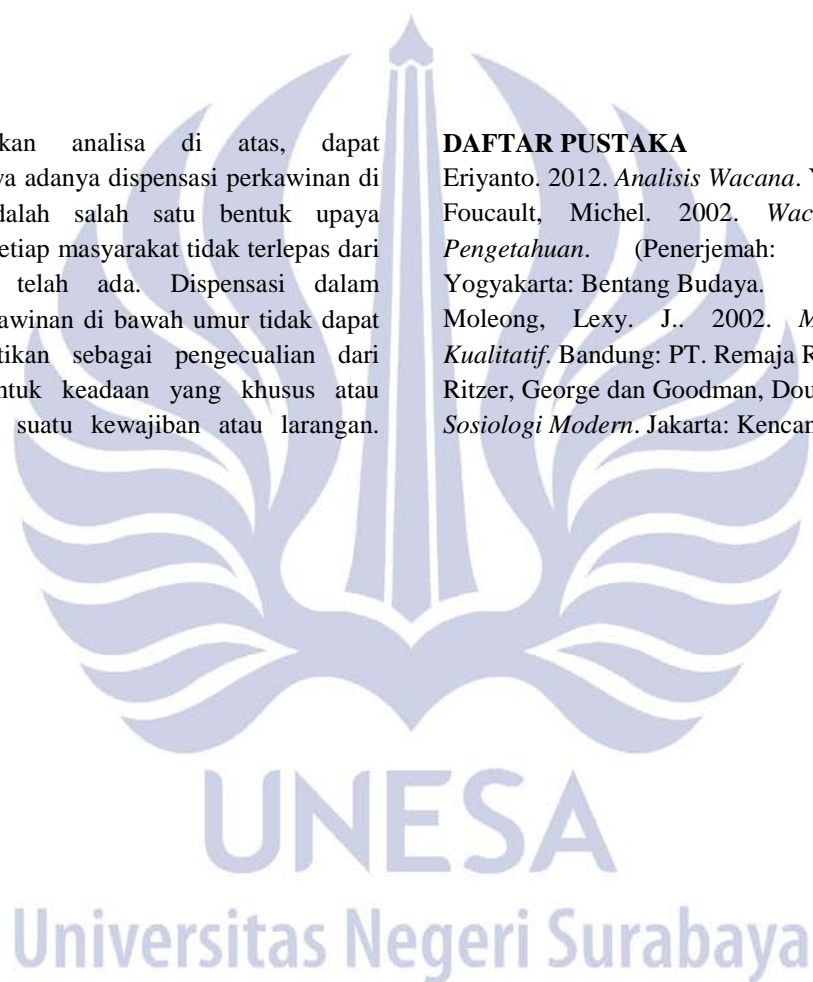 kan analisa di atas, dapat
adanya dispensasi perkawinan di
salah satu bentuk upaya
setiap masyarakat tidak terlepas dari
telah ada. Dispensasi dalam
awinan di bawah umur tidak dapat
tikan sebagai pengecualian dari
ntuk keadaan yang khusus atau
suatu kewajiban atau larangan.
DAFTAR PUSTAKA
Eriyanto. 2012. Analisis Wacana. Y
Foucault, Michel. 2002. Wac
Pengetahuan. (Penerjemah:
Yogyakarta: Bentang Budaya.
Moleong, Lexy. J.. 2002. M
Kualitatif. Bandung: PT. Remaja R
Ritzer, George dan Goodman, Dou
Sosiologi Modern. Jakarta: Kencan
UNESA
Universitas Negeri Surabaya